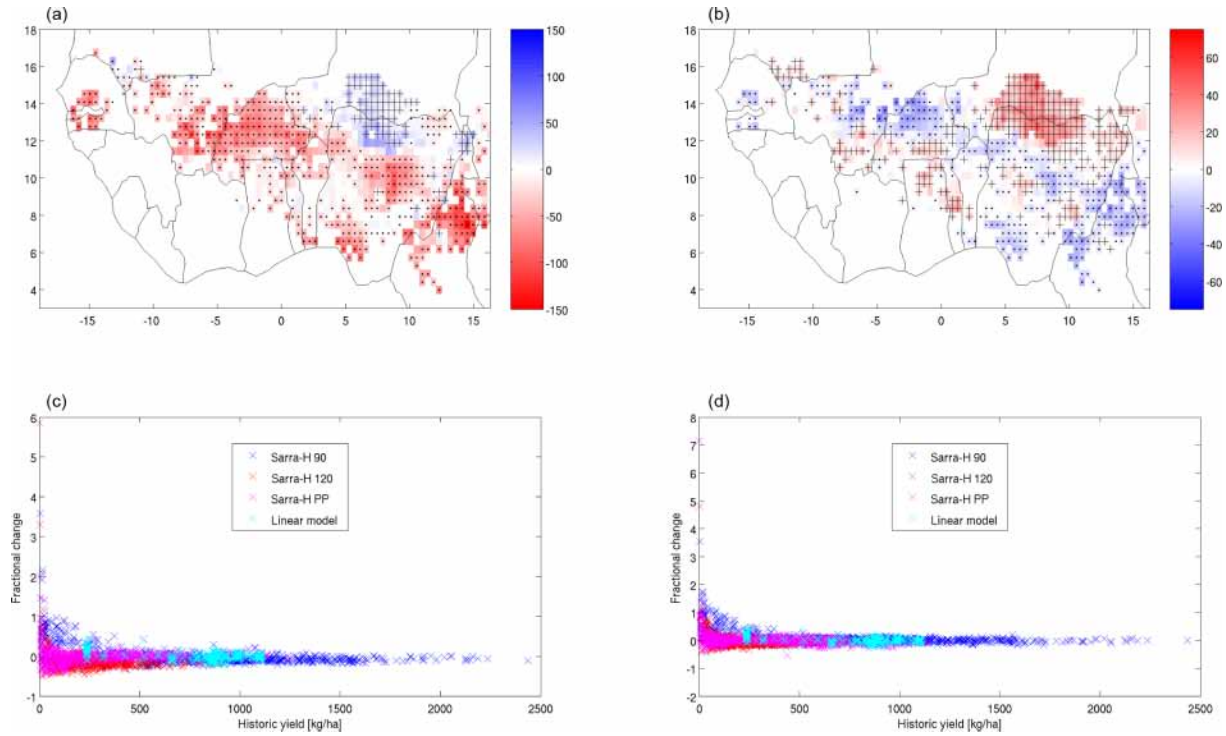 (a)
18
16
14
12
10
8
6
4
-15 -10 -5 0 5 10 15
150
100
50
0
-50
-100
-150
(b)
18
16
14
12
10
8
6
4
-15 -10 -5 0 5 10 15
60
40
20
0
-20
-40
-60
(c)
6
5
4
3
2
1
0
-1
Fractional change
Sarra-H 90
Sarra-H 120
Sarra-H PP
Linear model
0 500 1000 1500 2000 2500
Historic yield [kg/ha]
(d)
8
7
6
5
4
3
2
1
0
-1
-2
Fractional change
Sarra-H 90
Sarra-H 120
Sarra-H PP
Linear model
0 500 1000 1500 2000 2500
Historic yield [kg/ha]